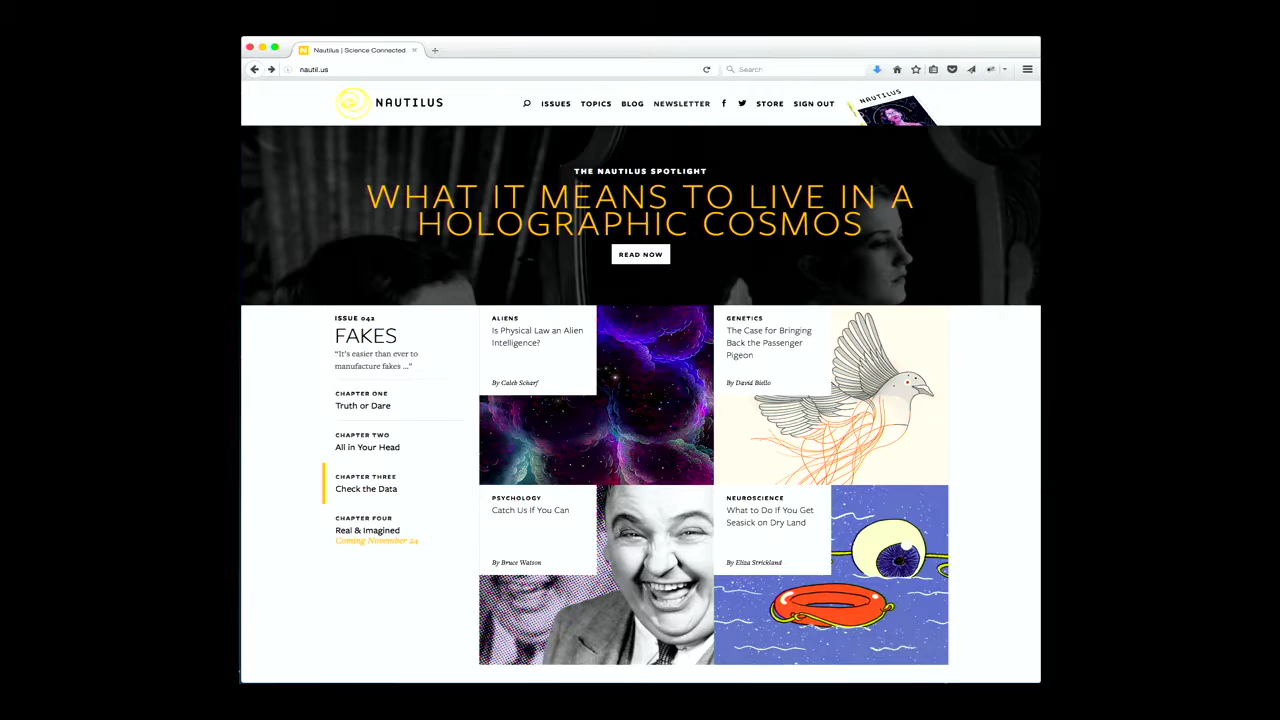 Nautilus | Science Connected
nautil.us
Search
NAUTILUS
ISSUES
TOPICS
BLOG
NEWSLETTER
STORE
SIGN OUT
NAUTILUS
THE NAUTILUS SPOTLIGHT
WHAT IT MEANS TO LIVE IN A
HOLOGRAPHIC COSMOS
READ NOW
ISSUE 042
FAKES
“It’s easier than ever to
manufacture fakes ...”
CHAPTER ONE
Truth or Dare
CHAPTER TWO
All in Your Head
CHAPTER THREE
Check the Data
CHAPTER FOUR
Real & Imagined
Coming November 24
ALIENS
Is Physical Law an Alien
Intelligence?
By Caleb Scharf
GENETICS
The Case for Bringing
Back the Passenger
Pigeon
By David Biello
PSYCHOLOGY
Catch Us If You Can
By Bruce Watson
NEUROSCIENCE
What to Do If You Get
Seasick on Dry Land
By Eliza Strickland